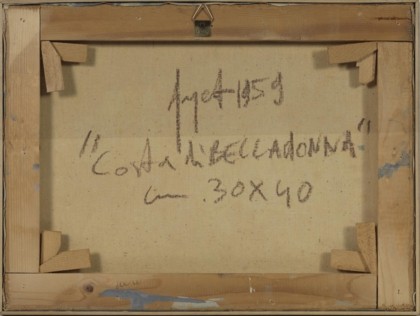 1959
"Costa di BELLADONNA"
cm .30X40